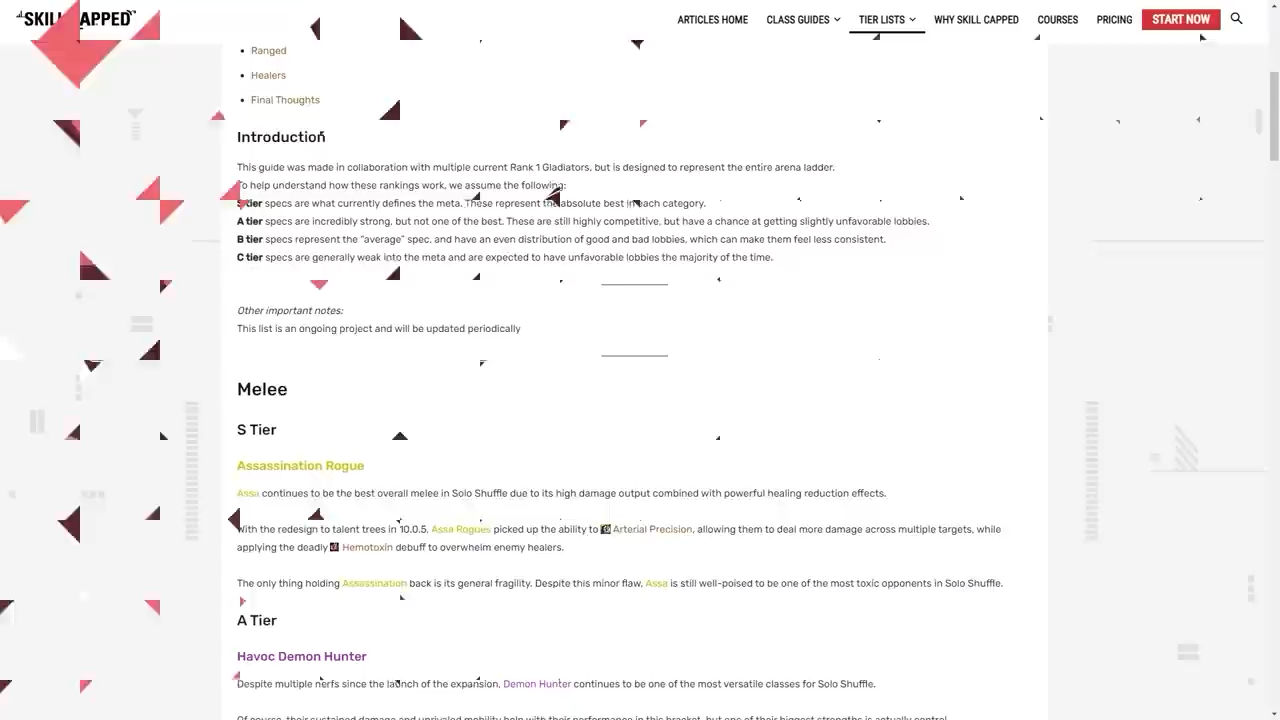 SKILL CAPPED
ARTICLES HOME CLASS GUIDES TIER LISTS WHY SKILL CAPPED COURSES PRICING START NOW
Ranged
Healers
Final Thoughts
Introduction
This guide was made in collaboration with multiple current Rank 1 Gladiators, but is designed to represent the entire arena ladder.
To help understand how these rankings work, we assume the following:
S tier specs are what currently defines the meta. These represent the absolute best in each category.
A tier specs are incredibly strong, but not one of the best. These are still highly competitive, but have a chance at getting slightly unfavorable lobbies.
B tier specs represent the "average" spec, and have an even distribution of good and bad lobbies, which can make them feel less consistent.
C tier specs are generally weak into the meta and are expected to have unfavorable lobbies the majority of the time.
Other important notes:
This list is an ongoing project and will be updated periodically
Melee
S Tier
Assassination Rogue
Assa continues to be the best overall melee in Solo Shuffle due to its high damage output combined with powerful healing reduction effects.
With the redesign to talent trees in 10.0.5, Assa Rogues picked up the ability to Arterial Precision, allowing them to deal more damage across multiple targets, while
applying the deadly Hemotoxin debuff to overwhelm enemy healers.
The only thing holding Assassination back is its general fragility. Despite this minor flaw, Assa is still well-poised to be one of the most toxic opponents in Solo Shuffle.
A Tier
Havoc Demon Hunter
Despite multiple nerfs since the launch of the expansion, Demon Hunter continues to be one of the most versatile classes for Solo Shuffle.
Of course, their sustained damage and unrivaled mobility help with their performance in this bracket, but one of their biggest strengths is actually control.